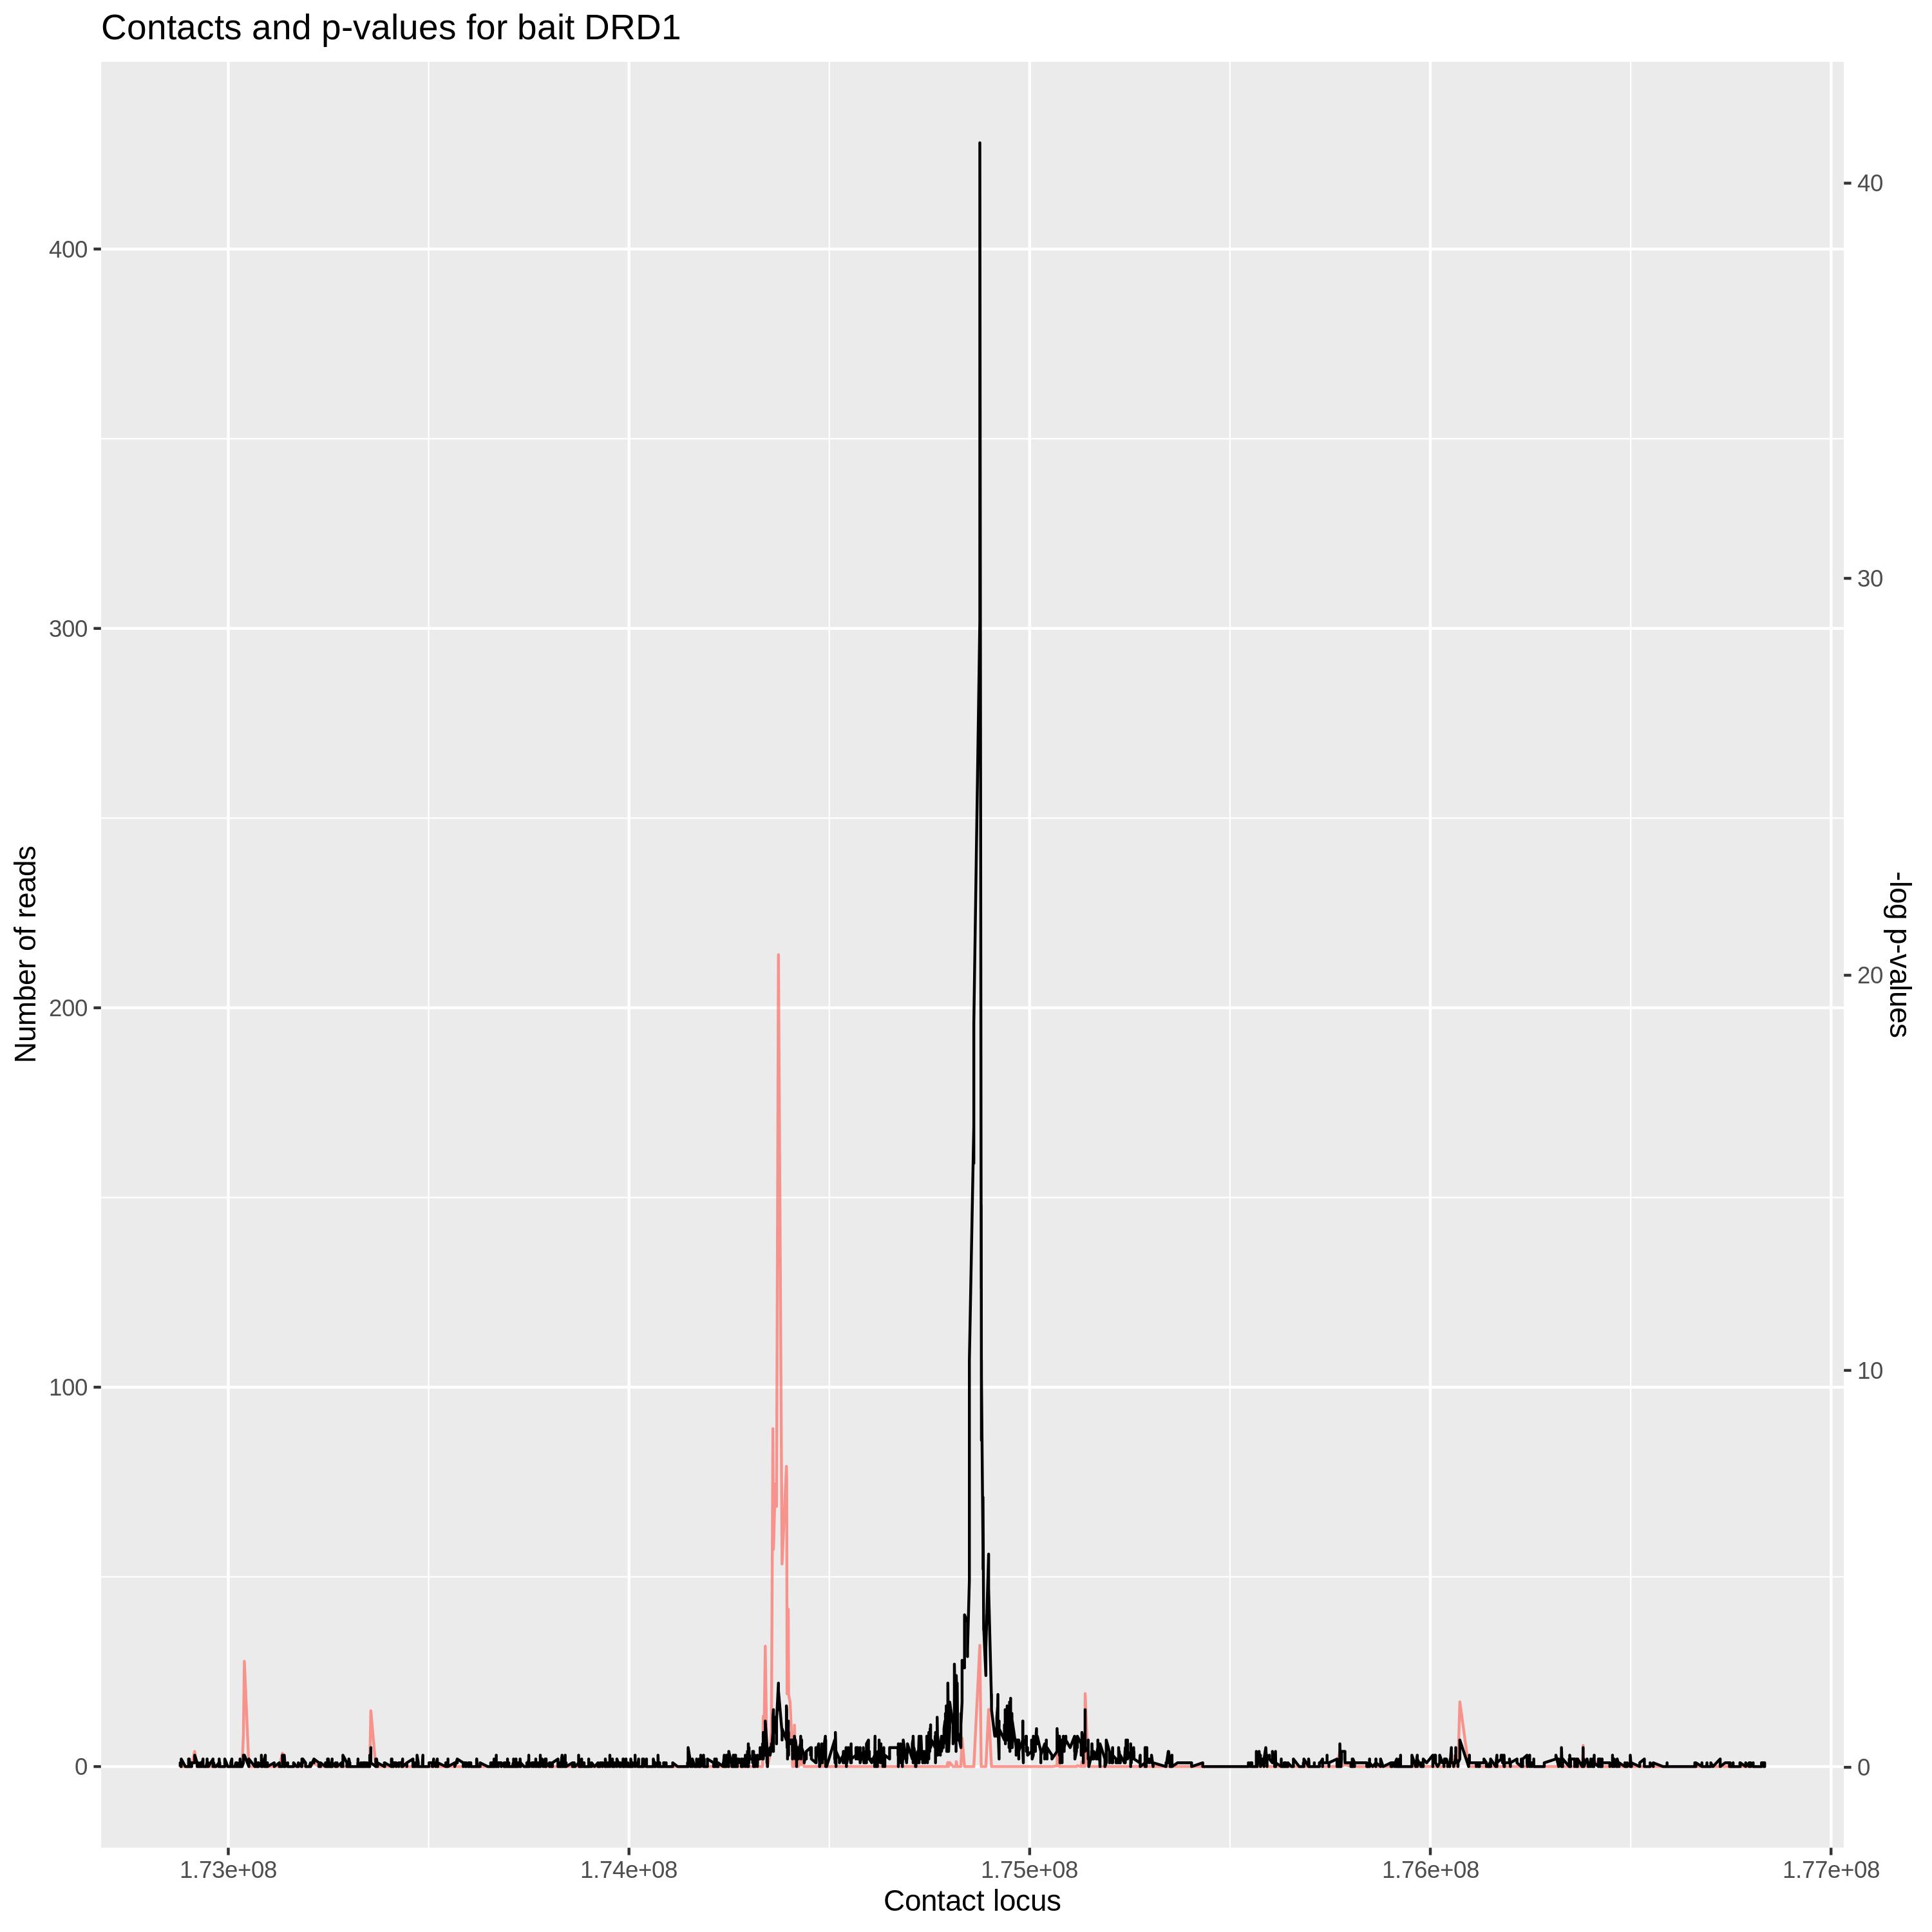 Contacts and p-values for bait DRD1
Number of reads
400
300
200
100
0
40
30
20
10
0
-log p-values
1.73e+08
1.74e+08
1.75e+08
1.76e+08
1.77e+08
Contact locus